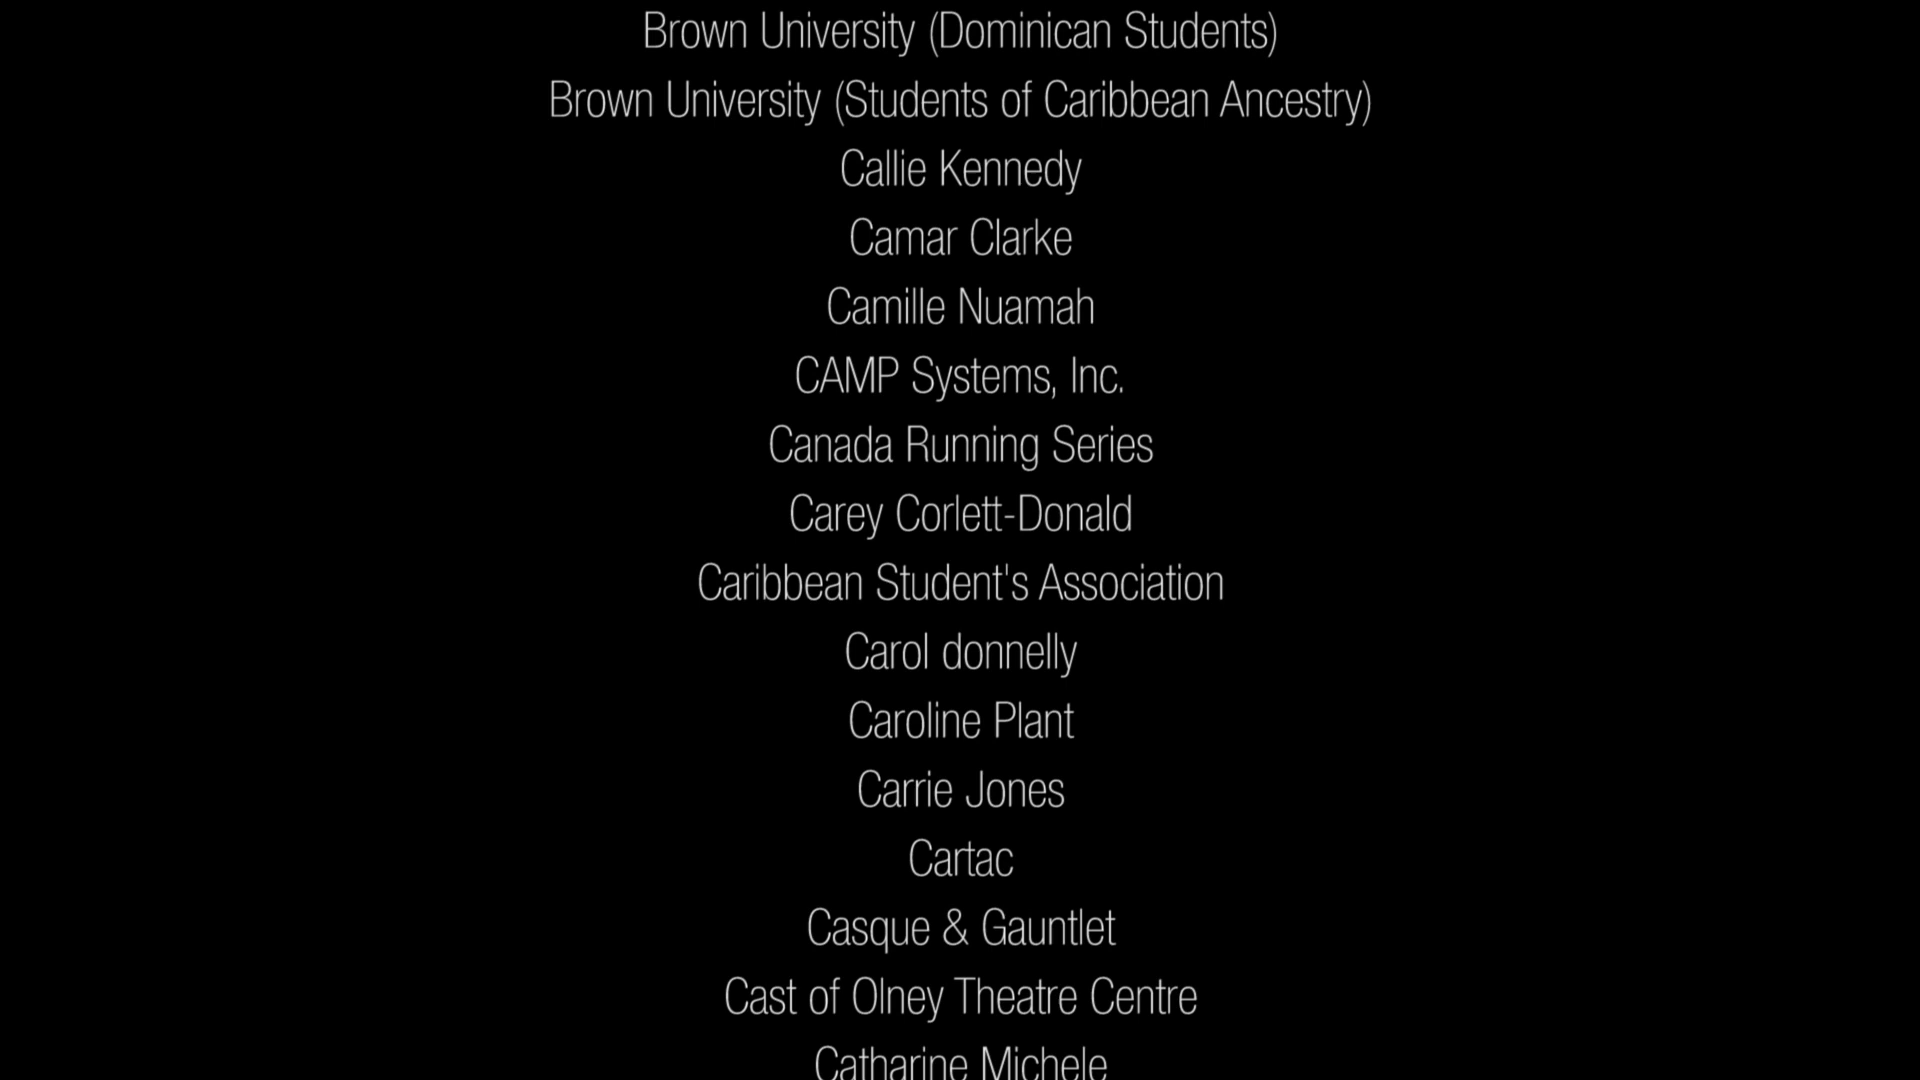 Brown University (Dominican Students)
Brown University (Students of Caribbean Ancestry)
Callie Kennedy
Camar Clarke
Camille Nuamah
CAMP Systems, Inc.
Canada Running Series
Carey Corlett-Donald
Caribbean Student's Association
Carol donnelly
Caroline Plant
Carrie Jones
Cartac
Casque & Gauntlet
Cast of Olney Theatre Centre
Catharine Michele